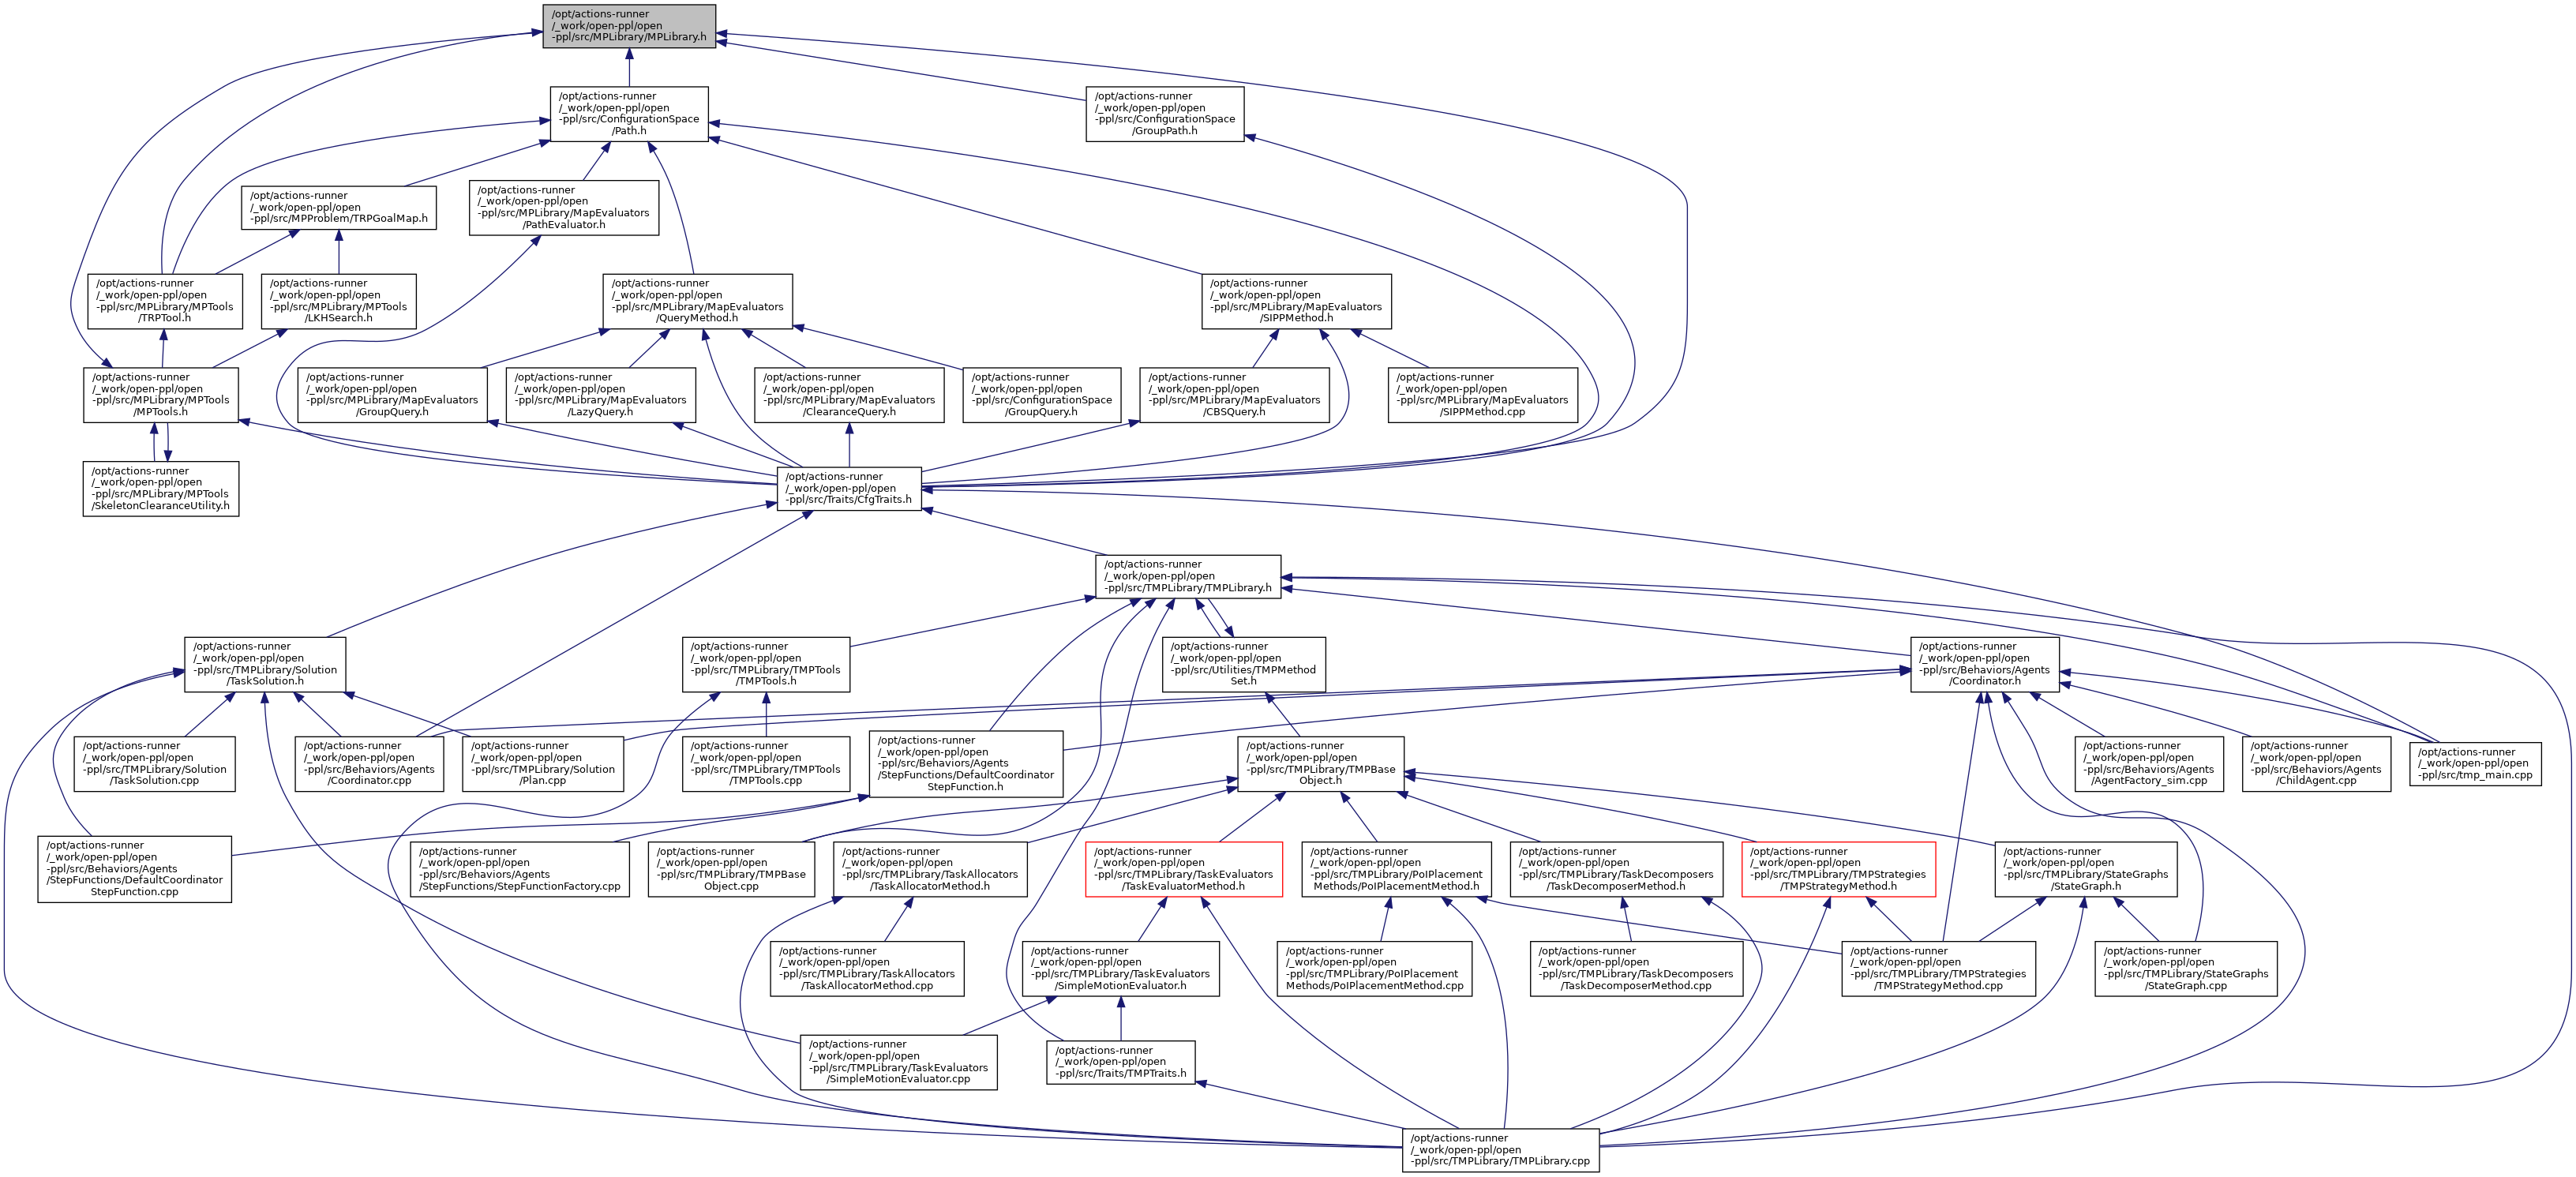 /opt/actions-runner
/_work/open-ppl/open
-ppl/src/MPLibrary/MPLibrary.h
/opt/actions-runner
/_work/open-ppl/open
-ppl/src/ConfigurationSpace
/Path.h
/opt/actions-runner
/_work/open-ppl/open
-ppl/src/ConfigurationSpace
/GroupPath.h
/opt/actions-runner
/_work/open-ppl/open
-ppl/src/MPProblem/TRPGoalMap.h
/opt/actions-runner
/_work/open-ppl/open
-ppl/src/MPLibrary/MapEvaluators
/PathEvaluator.h
/opt/actions-runner
/_work/open-ppl/open
-ppl/src/MPLibrary/MPTools
/TRPTool.h
/opt/actions-runner
/_work/open-ppl/open
-ppl/src/MPLibrary/MPTools
/LKHSearch.h
/opt/actions-runner
/_work/open-ppl/open
-ppl/src/MPLibrary/MapEvaluators
/QueryMethod.h
/opt/actions-runner
/_work/open-ppl/open
-ppl/src/MPLibrary/MapEvaluators
/SIPPMethod.h
/opt/actions-runner
/_work/open-ppl/open
-ppl/src/MPLibrary/MPTools
/MPTools.h
/opt/actions-runner
/_work/open-ppl/open
-ppl/src/MPLibrary/MapEvaluators
/GroupQuery.h
/opt/actions-runner
/_work/open-ppl/open
-ppl/src/MPLibrary/MapEvaluators
/LazyQuery.h
/opt/actions-runner
/_work/open-ppl/open
-ppl/src/MPLibrary/MapEvaluators
/ClearanceQuery.h
/opt/actions-runner
/_work/open-ppl/open
-ppl/src/ConfigurationSpace
/GroupQuery.h
/opt/actions-runner
/_work/open-ppl/open
-ppl/src/MPLibrary/MapEvaluators
/CBSQuery.h
/opt/actions-runner
/_work/open-ppl/open
-ppl/src/MPLibrary/MapEvaluators
/SIPPMethod.cpp
/opt/actions-runner
/_work/open-ppl/open
-ppl/src/MPLibrary/MPTools
/SkeletonClearanceUtility.h
/opt/actions-runner
/_work/open-ppl/open
-ppl/src/Traits/CfgTraits.h
/opt/actions-runner
/_work/open-ppl/open
-ppl/src/TMPLibrary/TMPLibrary.h
/opt/actions-runner
/_work/open-ppl/open
-ppl/src/TMPLibrary/Solution
/TaskSolution.h
/opt/actions-runner
/_work/open-ppl/open
-ppl/src/TMPLibrary/TMPTools
/TMPTools.h
/opt/actions-runner
/_work/open-ppl/open
-ppl/src/Utilities/TMPMethod
Set.h
/opt/actions-runner
/_work/open-ppl/open
-ppl/src/Behaviors/Agents
/Coordinator.h
/opt/actions-runner
/_work/open-ppl/open
-ppl/src/TMPLibrary/Solution
/TaskSolution.cpp
/opt/actions-runner
/_work/open-ppl/open
-ppl/src/Behaviors/Agents
/Coordinator.cpp
/opt/actions-runner
/_work/open-ppl/open
-ppl/src/TMPLibrary/Solution
/Plan.cpp
/opt/actions-runner
/_work/open-ppl/open
-ppl/src/TMPLibrary/TMPTools
/TMPTools.cpp
/opt/actions-runner
/_work/open-ppl/open
-ppl/src/Behaviors/Agents
/StepFunctions/DefaultCoordinator
StepFunction.h
/opt/actions-runner
/_work/open-ppl/open
-ppl/src/TMPLibrary/TMPBase
Object.h
/opt/actions-runner
/_work/open-ppl/open
-ppl/src/Behaviors/Agents
/AgentFactory_sim.cpp
/opt/actions-runner
/_work/open-ppl/open
-ppl/src/Behaviors/Agents
/ChildAgent.cpp
/opt/actions-runner
/_work/open-ppl/open
-ppl/src/tmp_main.cpp
/opt/actions-runner
/_work/open-ppl/open
-ppl/src/Behaviors/Agents
/StepFunctions/DefaultCoordinator
StepFunction.cpp
/opt/actions-runner
/_work/open-ppl/open
-ppl/src/Behaviors/Agents
/StepFunctions/StepFunctionFactory.cpp
/opt/actions-runner
/_work/open-ppl/open
-ppl/src/TMPLibrary/TMPBase
Object.cpp
/opt/actions-runner
/_work/open-ppl/open
-ppl/src/TMPLibrary/TaskAllocators
/TaskAllocatorMethod.h
/opt/actions-runner
/_work/open-ppl/open
-ppl/src/TMPLibrary/TaskEvaluators
/TaskEvaluatorMethod.h
/opt/actions-runner
/_work/open-ppl/open
-ppl/src/TMPLibrary/PoIPlacement
Methods/PoIPlacementMethod.h
/opt/actions-runner
/_work/open-ppl/open
-ppl/src/TMPLibrary/TaskDecomposers
/TaskDecomposerMethod.h
/opt/actions-runner
/_work/open-ppl/open
-ppl/src/TMPLibrary/TMPStrategies
/TMPStrategyMethod.h
/opt/actions-runner
/_work/open-ppl/open
-ppl/src/TMPLibrary/StateGraphs
/StateGraph.h
/opt/actions-runner
/_work/open-ppl/open
-ppl/src/TMPLibrary/TaskAllocators
/TaskAllocatorMethod.cpp
/opt/actions-runner
/_work/open-ppl/open
-ppl/src/TMPLibrary/TaskEvaluators
/SimpleMotionEvaluator.h
/opt/actions-runner
/_work/open-ppl/open
-ppl/src/TMPLibrary/PoIPlacement
Methods/PoIPlacementMethod.cpp
/opt/actions-runner
/_work/open-ppl/open
-ppl/src/TMPLibrary/TaskDecomposers
/TaskDecomposerMethod.cpp
/opt/actions-runner
/_work/open-ppl/open
-ppl/src/TMPLibrary/TMPStrategies
/TMPStrategyMethod.cpp
/opt/actions-runner
/_work/open-ppl/open
-ppl/src/TMPLibrary/StateGraphs
/StateGraph.cpp
/opt/actions-runner
/_work/open-ppl/open
-ppl/src/TMPLibrary/TaskEvaluators
/SimpleMotionEvaluator.cpp
/opt/actions-runner
/_work/open-ppl/open
-ppl/src/Traits/TMPTraits.h
/opt/actions-runner
/_work/open-ppl/open
-ppl/src/TMPLibrary/TMPLibrary.cpp